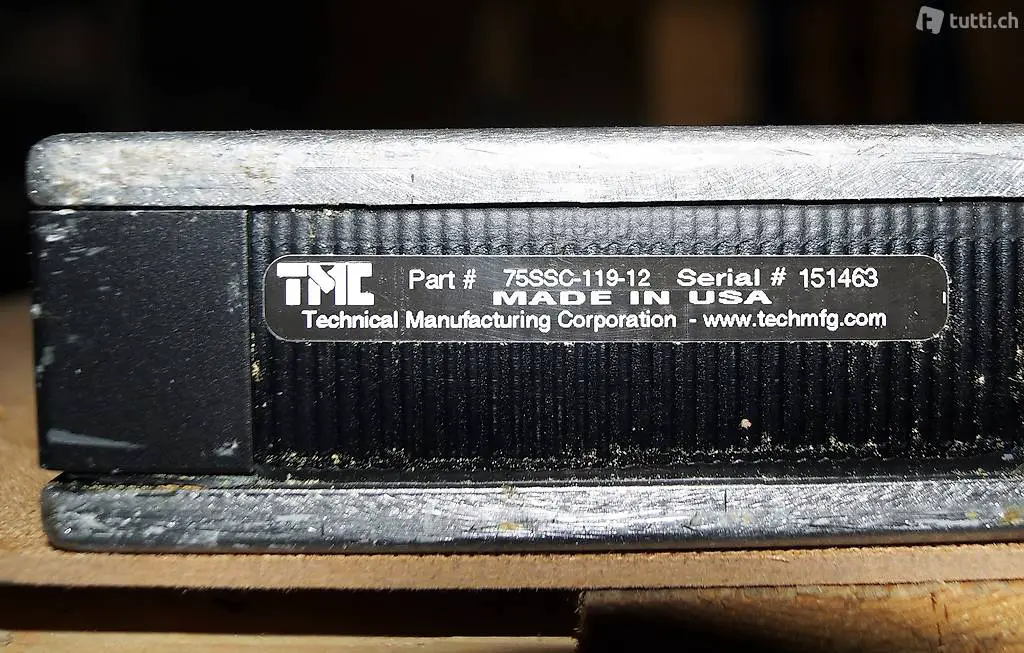 tutti.ch
TMC Part # 75SSC-119-12 Serial # 151463
MADE IN USA
Technical Manufacturing Corporation - www.techmfg.com